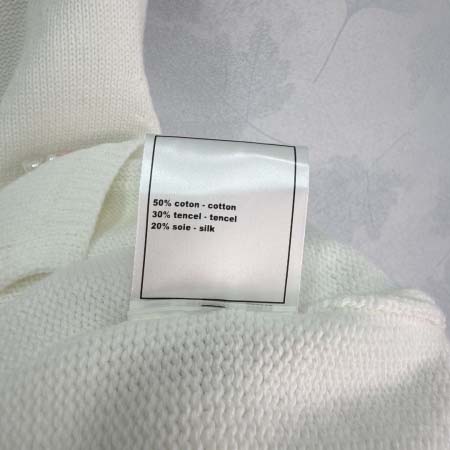 50% coton - cotton
30% tencel - tencel
20% soie - silk